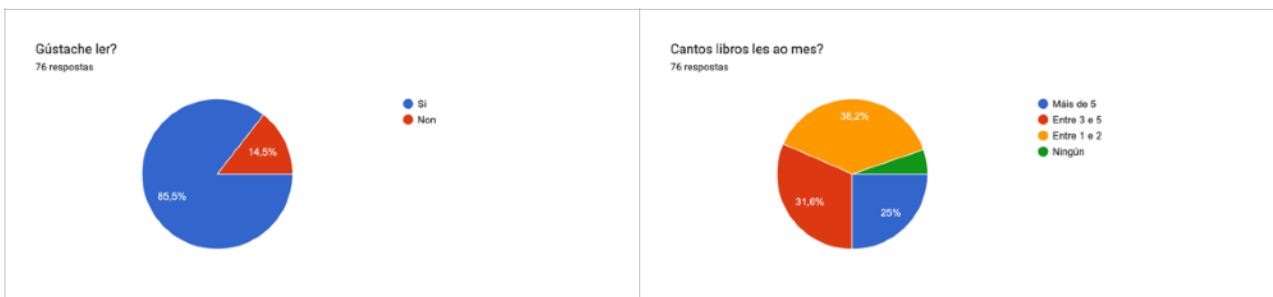 Gústache ler?
76 respostas
Si
Non
14,5%
85,5%
Cantos libros les ao mes?
76 respostas
Máis de 5
Entre 3 e 5
Entre 1 e 2
Ningún
38,2%
31,6%
25%